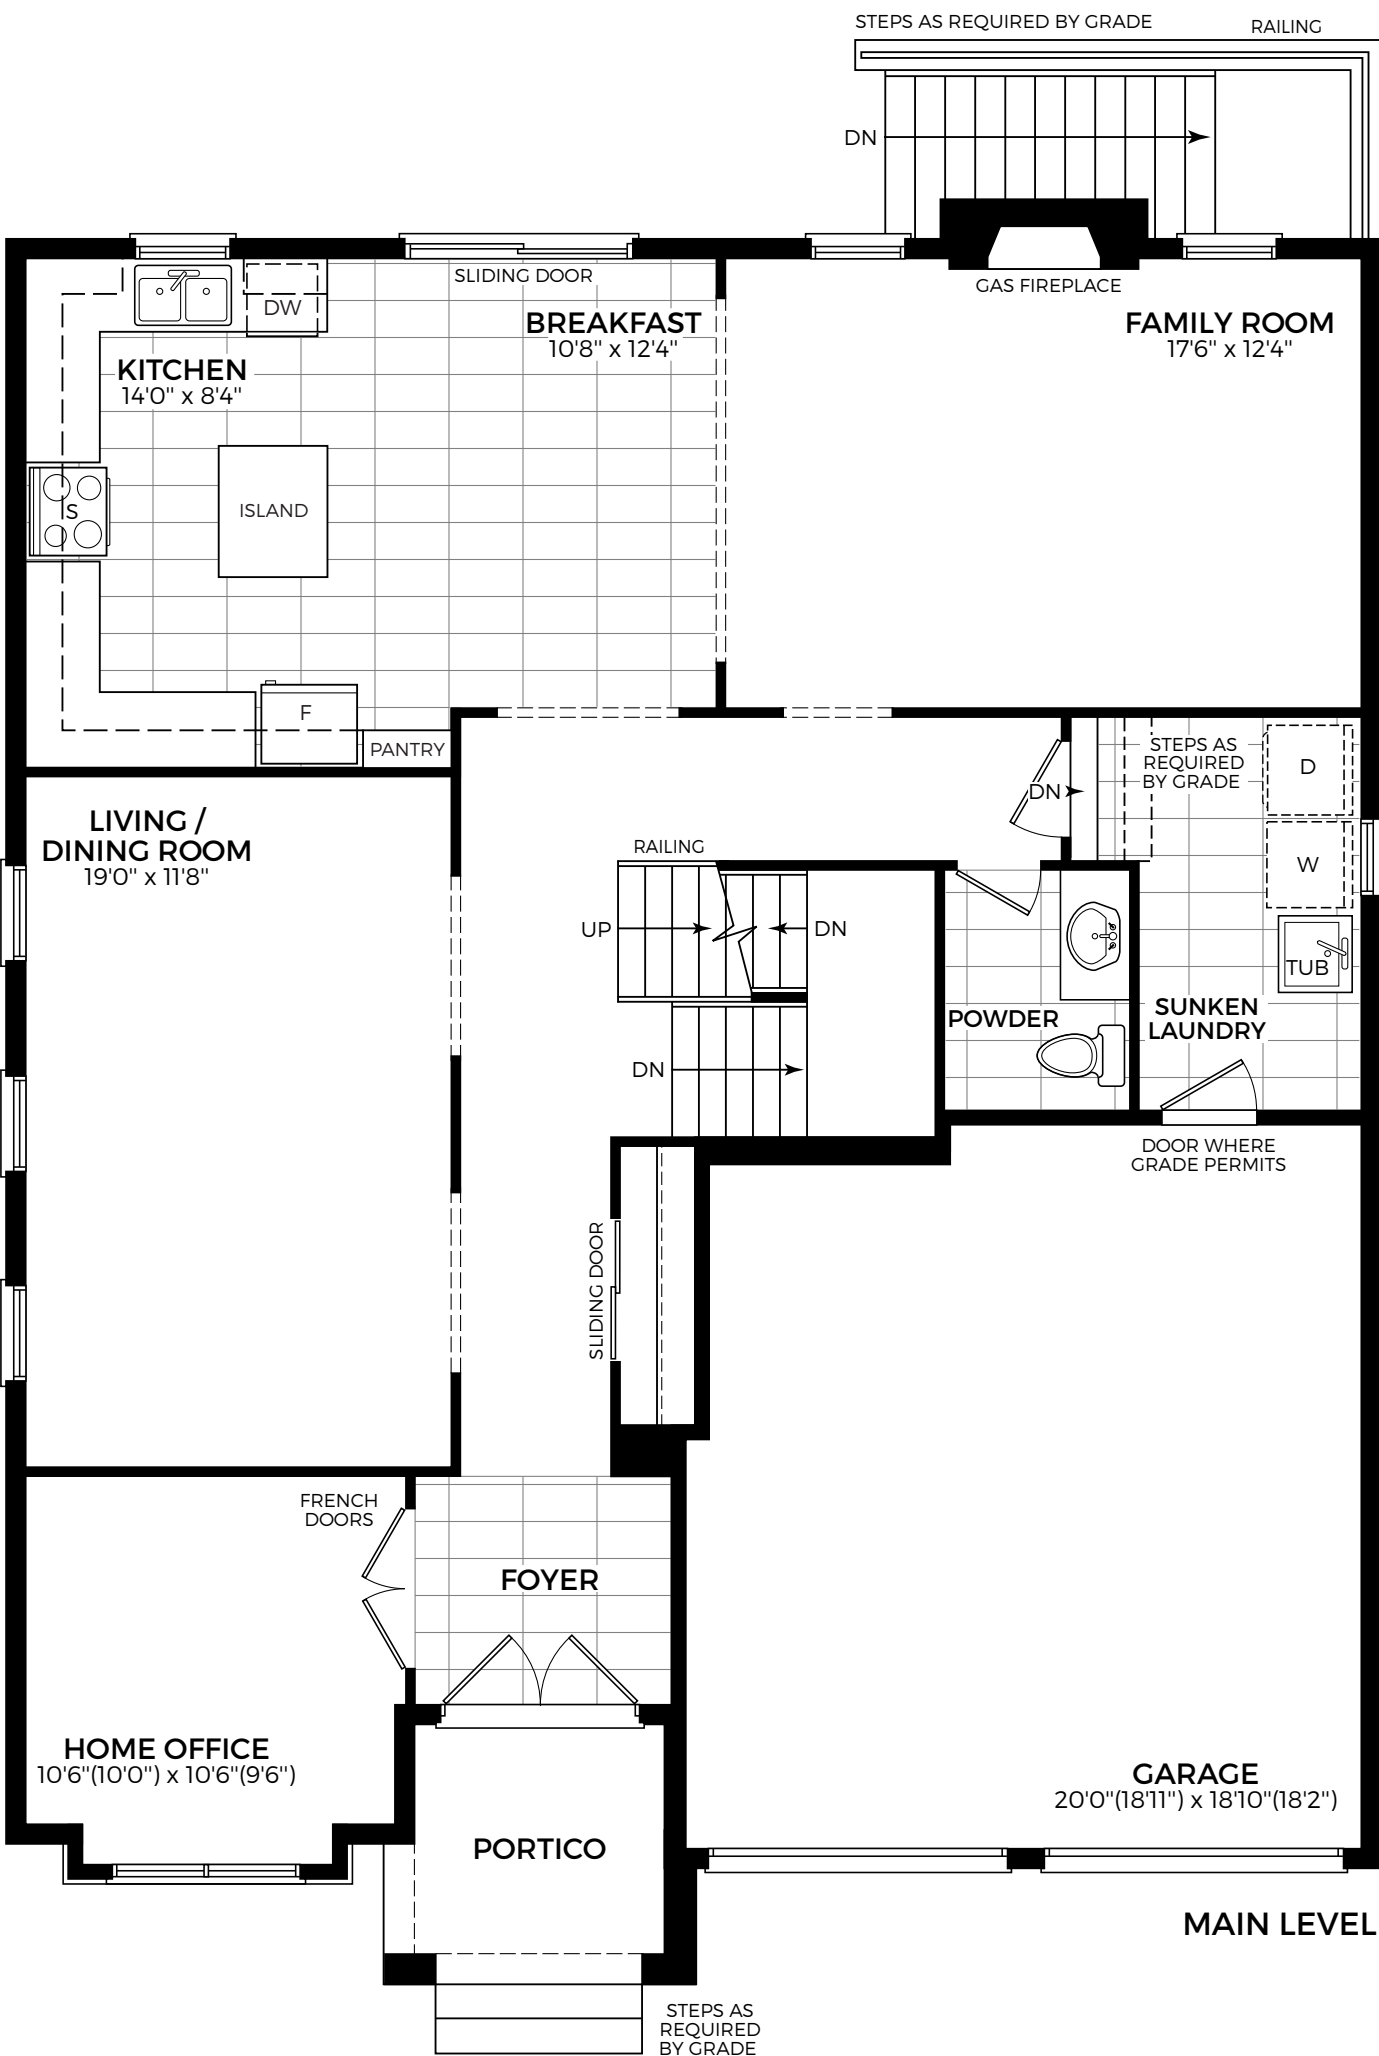 STEPS AS REQUIRED BY GRADE
RAILING
DN
SLIDING DOOR
GAS FIREPLACE
DW
BREAKFAST
10'8" x 12'4"
FAMILY ROOM
17'6" x 12'4"
KITCHEN
14'0" x 8'4"
S
ISLAND
F
PANTRY
STEPS AS
REQUIRED
BY GRADE
D
DN
LIVING /
DINING ROOM
19'0" x 11'8"
RAILING
W
UP
DN
TUB
POWDER
SUNKEN
LAUNDRY
DN
DOOR WHERE
GRADE PERMITS
SLIDING DOOR
FRENCH
DOORS
FOYER
HOME OFFICE
10'6"(10'0") x 10'6"(9'6")
GARAGE
20'0"(18'11") x 18'10"(18'2")
PORTICO
MAIN LEVEL
STEPS AS
REQUIRED
BY GRADE